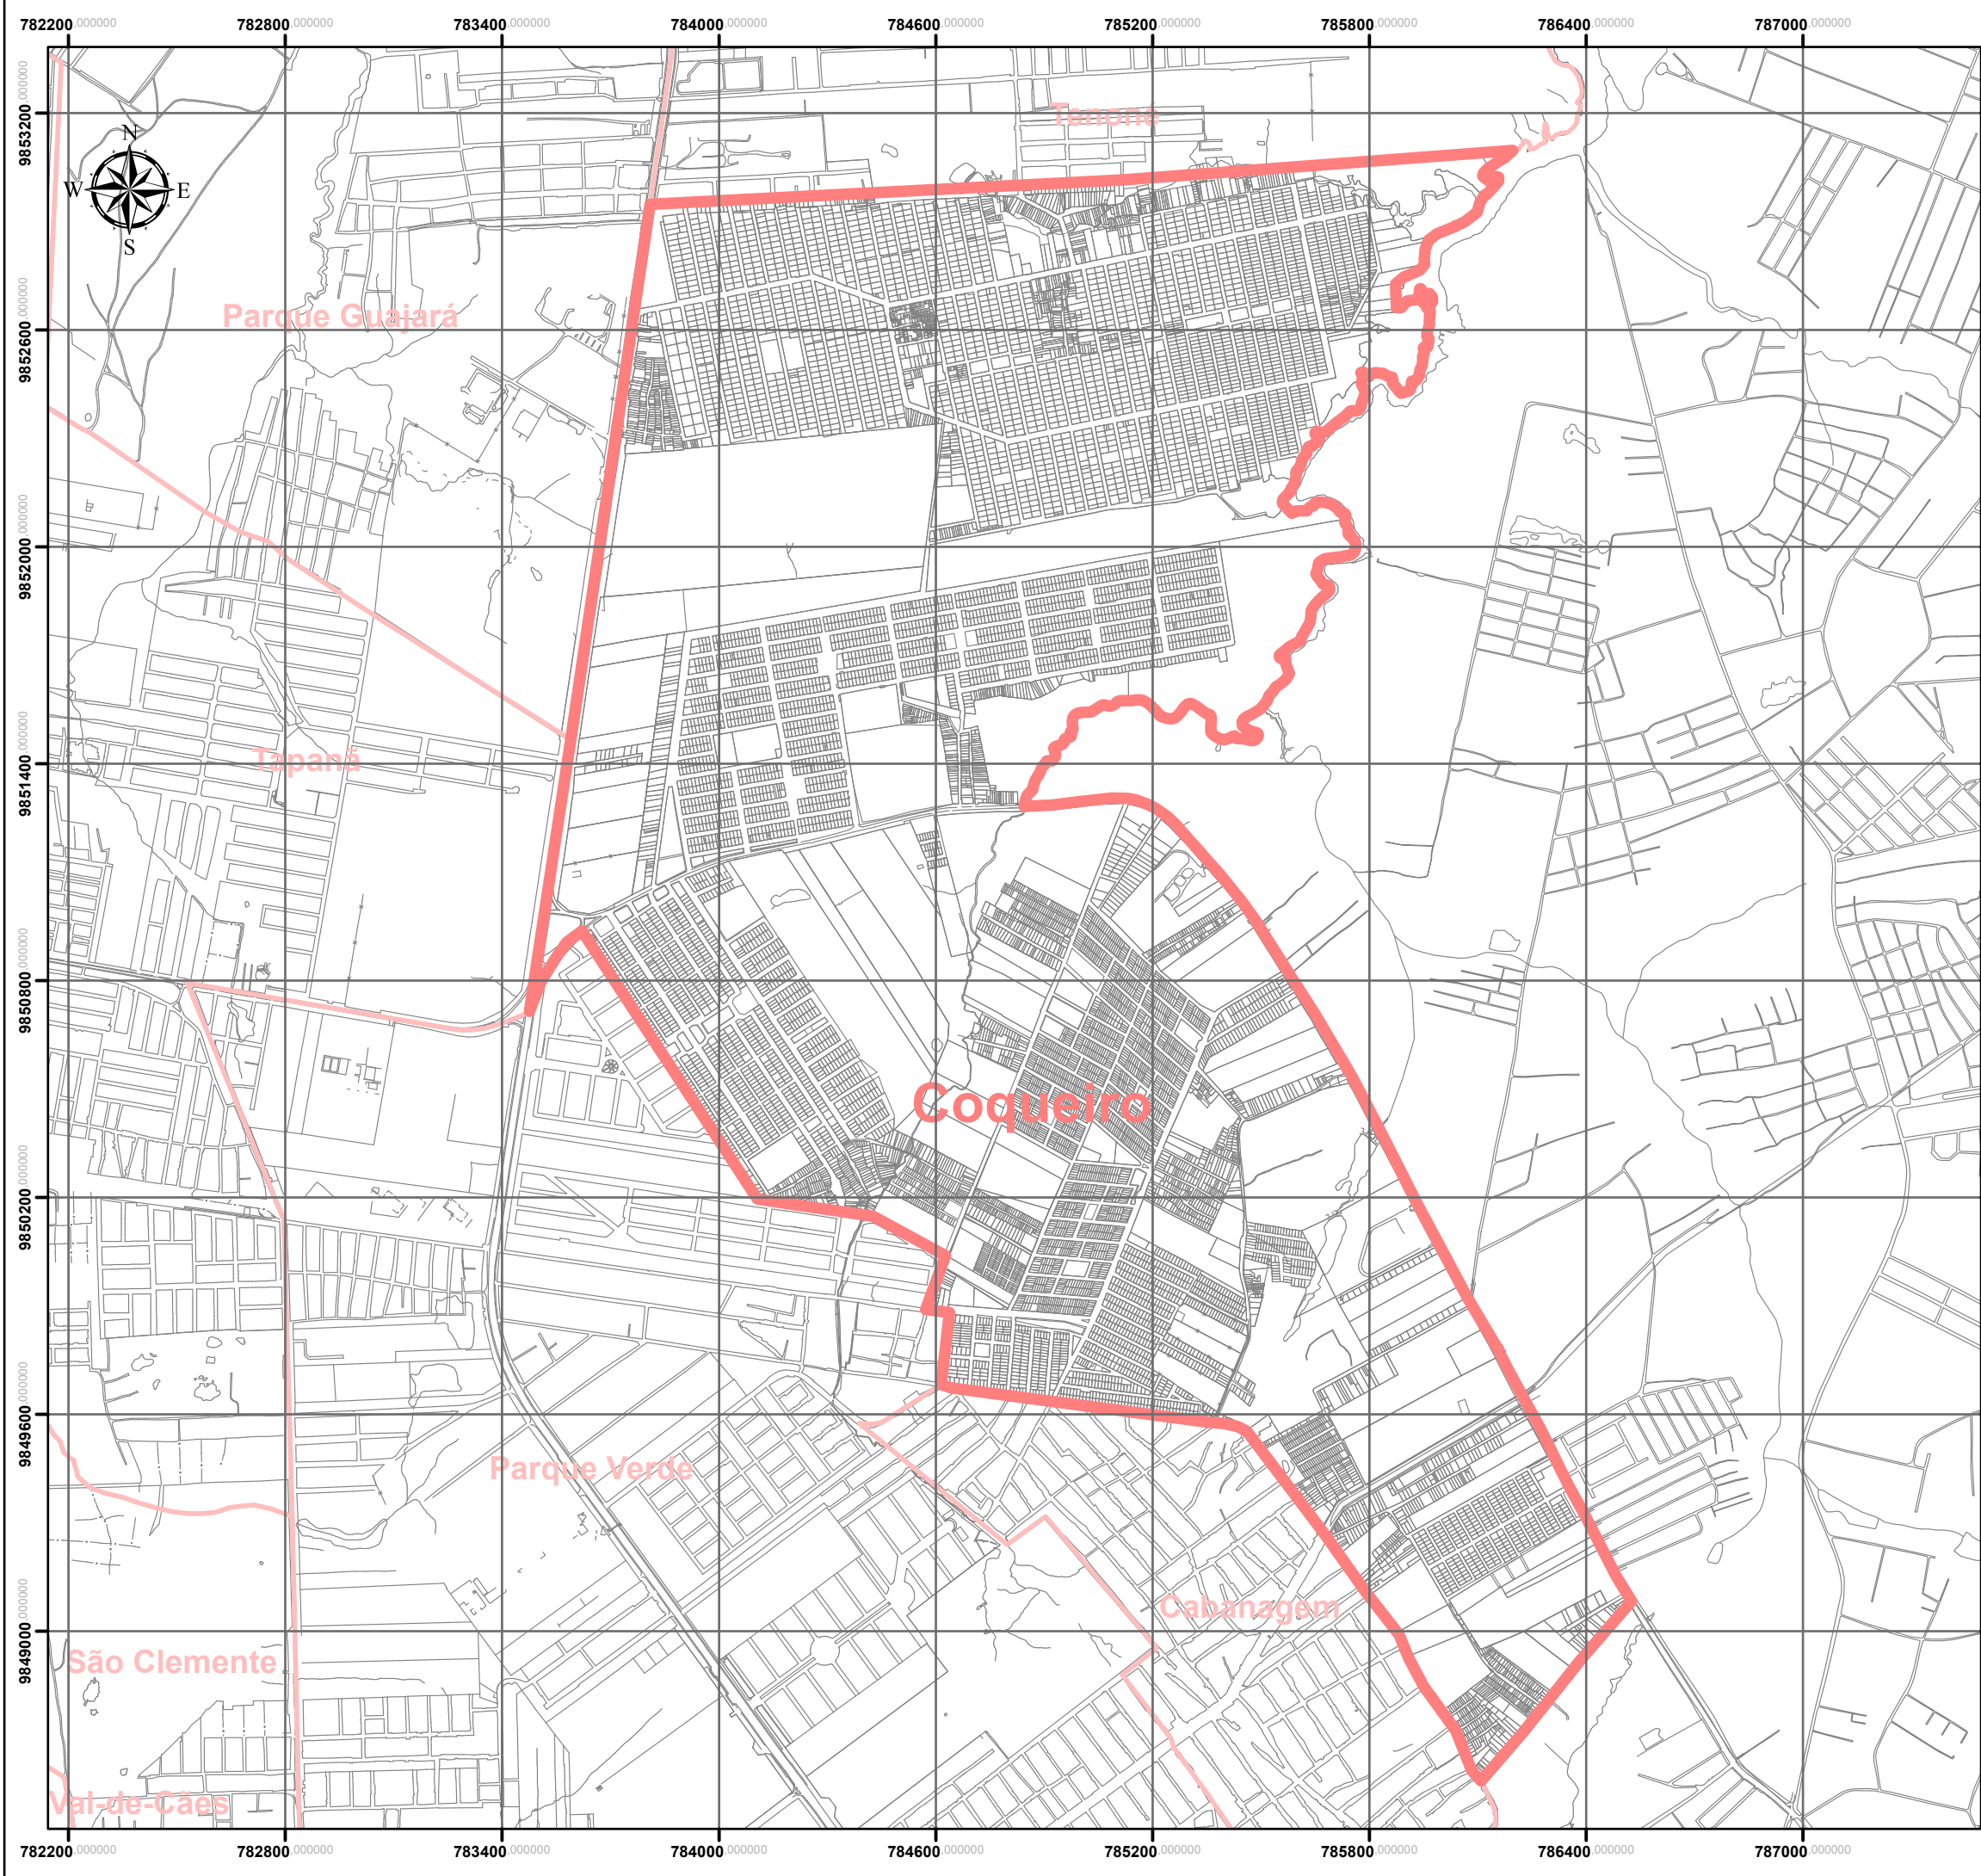 782200.000000 782800.000000 783400.000000 784000.000000 784600.000000 785200.000000 785800.000000 786400.000000 787000.000000
9853200.000000
Tenoné
N
W E
S
Parque Guajará
9852600.000000
9852000.000000
Tapanã
9851400.000000
9850800.000000
Coqueiro
9850200.000000
9849600.000000
Parque Verde
Cabanagem
9849000.000000
São Clemente
Val-de-Cães
782200.000000 782800.000000 783400.000000 784000.000000 784600.000000 785200.000000 785800.000000 786400.000000 787000.000000